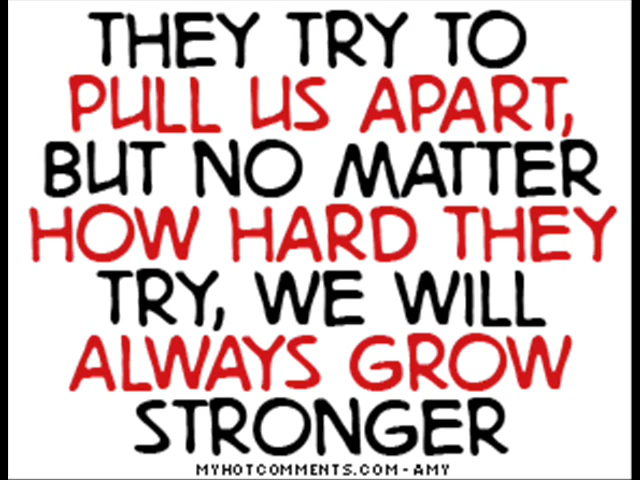 THEY TRY TO
PULL US APART,
BUT NO MATTER
HOW HARD THEY
TRY, WE WILL
ALWAYS GROW
STRONGER
MYHOTCOMMENTS.COM - AMY